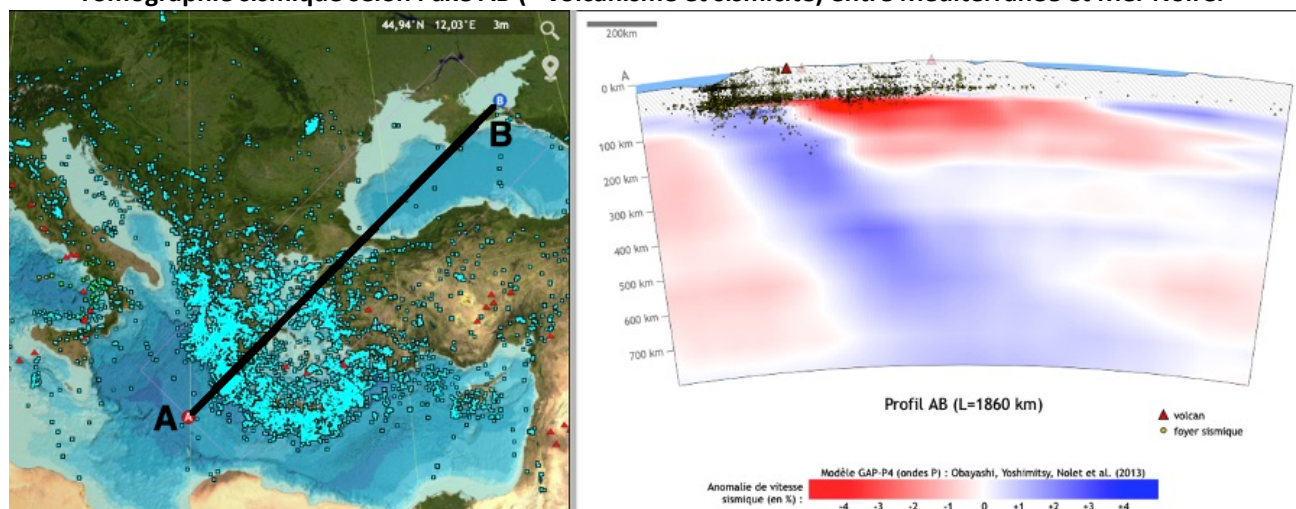 Tomographie sismique selon l'axe AB (+ Volcanisme et sismicité) entre Méditerranée et Mer Noire.
44,94°N 12,03°E 3m
B
B
A
A
200km
A
0 km
100 km
200 km
300 km
400 km
500 km
600 km
700 km
Profil AB (L=1860 km)
volcan
foyer sismique
Modèle GAP-P4 (ondes P) : Obayashi, Yoshimitsy, Nolet et al. (2013)
Anomalie de vitesse
sismique (en %) :
-4 -3 -2 -1 0 +1 +2 +3 +4